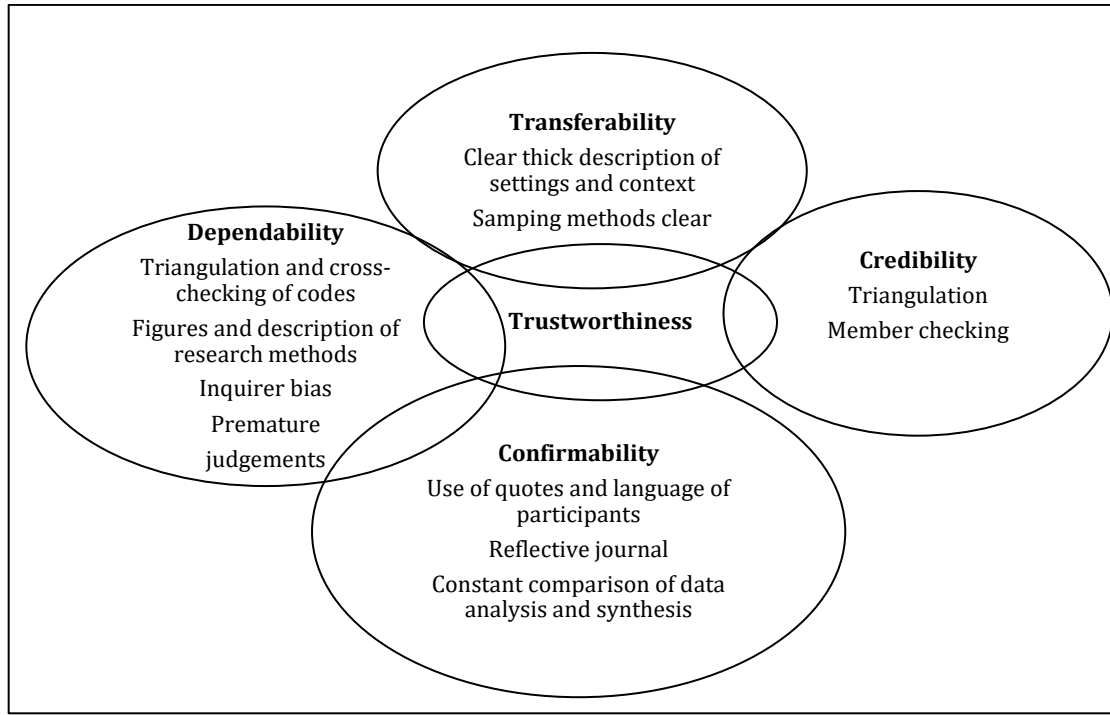 Transferability
Clear thick description of
settings and context
Samping methods clear
Dependability
Triangulation and cross-
checking of codes
Figures and description of
research methods
Inquirer bias
Premature
judgements
Trustworthiness
Credibility
Triangulation
Member checking
Confirmability
Use of quotes and language of
participants
Reflective journal
Constant comparison of data
analysis and synthesis